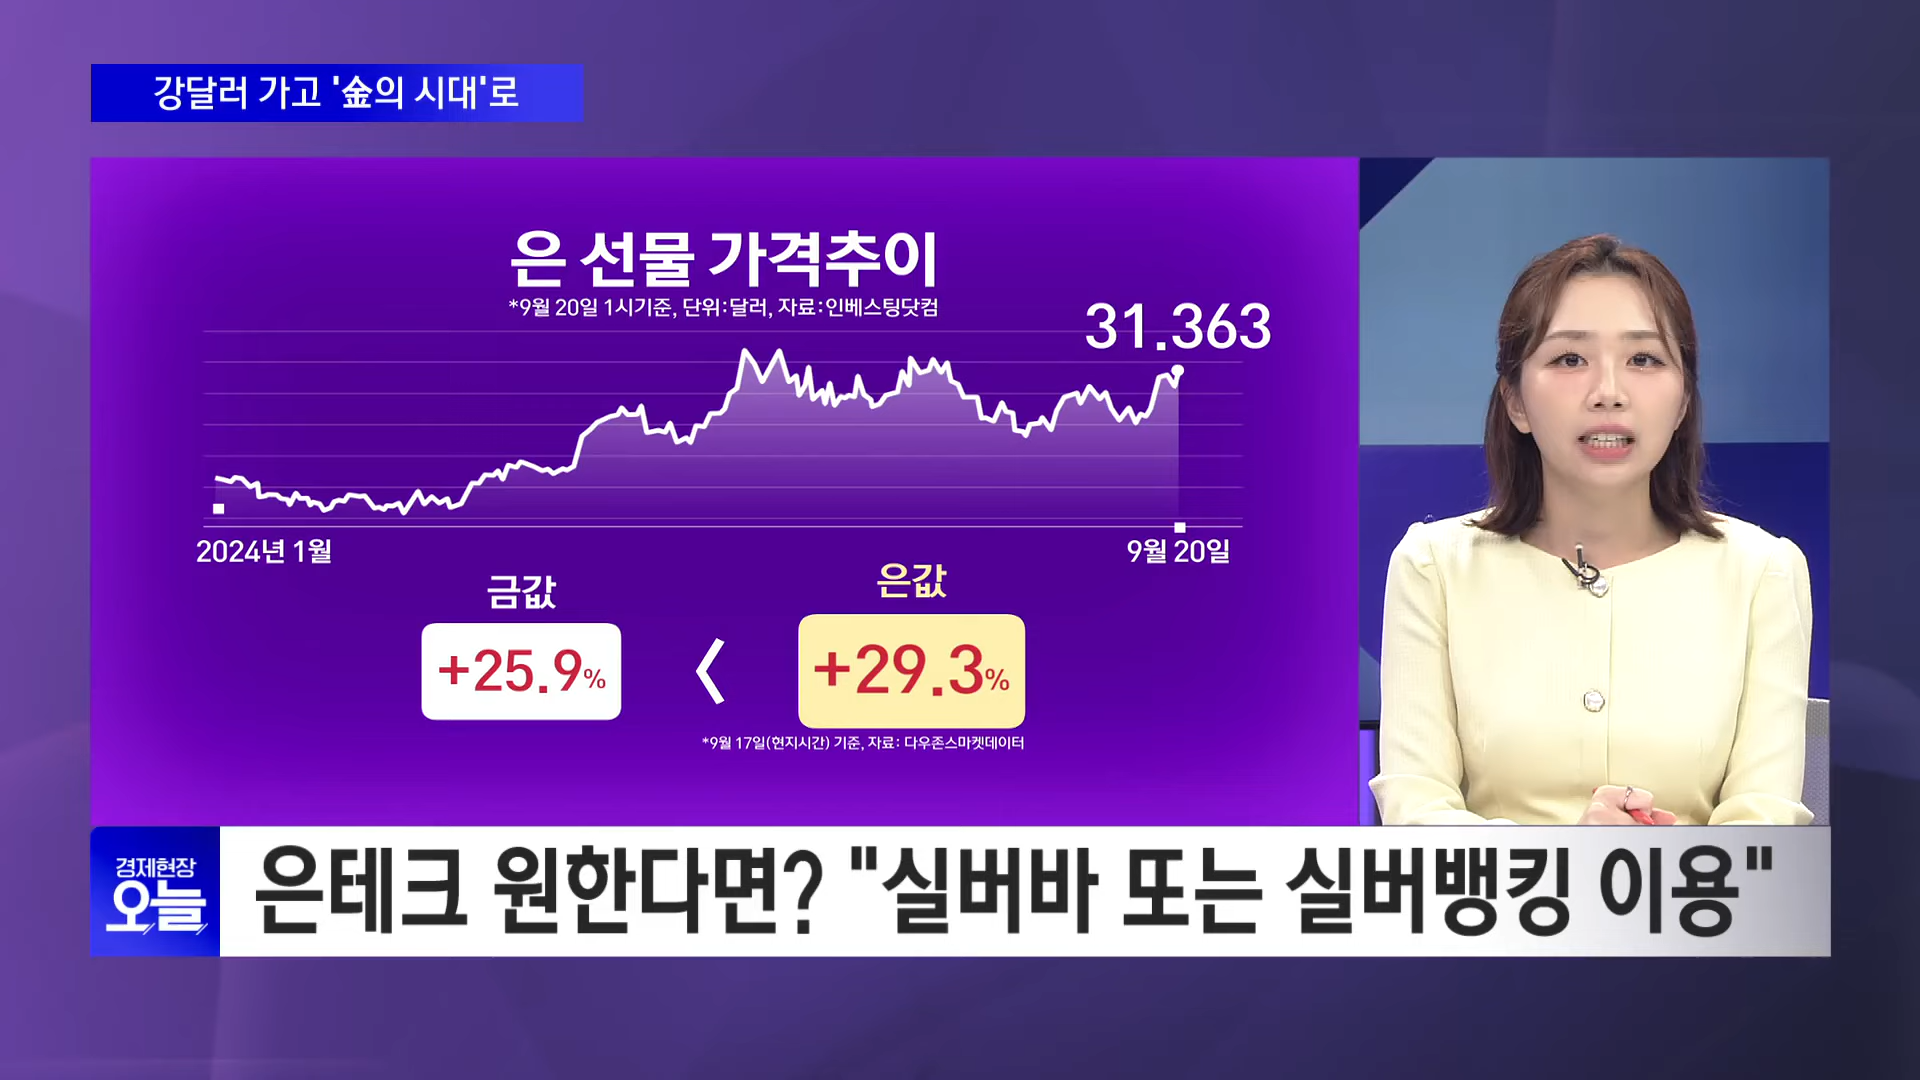 강달러 가고 '金의 시대'로
은 선물 가격추이
*9월 20일 1시기준, 단위:달러, 자료:인베스팅닷컴
31.363
2024년 1월
9월 20일
금값
은값
+25.9%
<
+29.3%
*9월 17일(현지시간) 기준, 자료: 다우존스마켓데이터
경제현장
오늘
은테크 원한다면? "실버바 또는 실버뱅킹 이용"